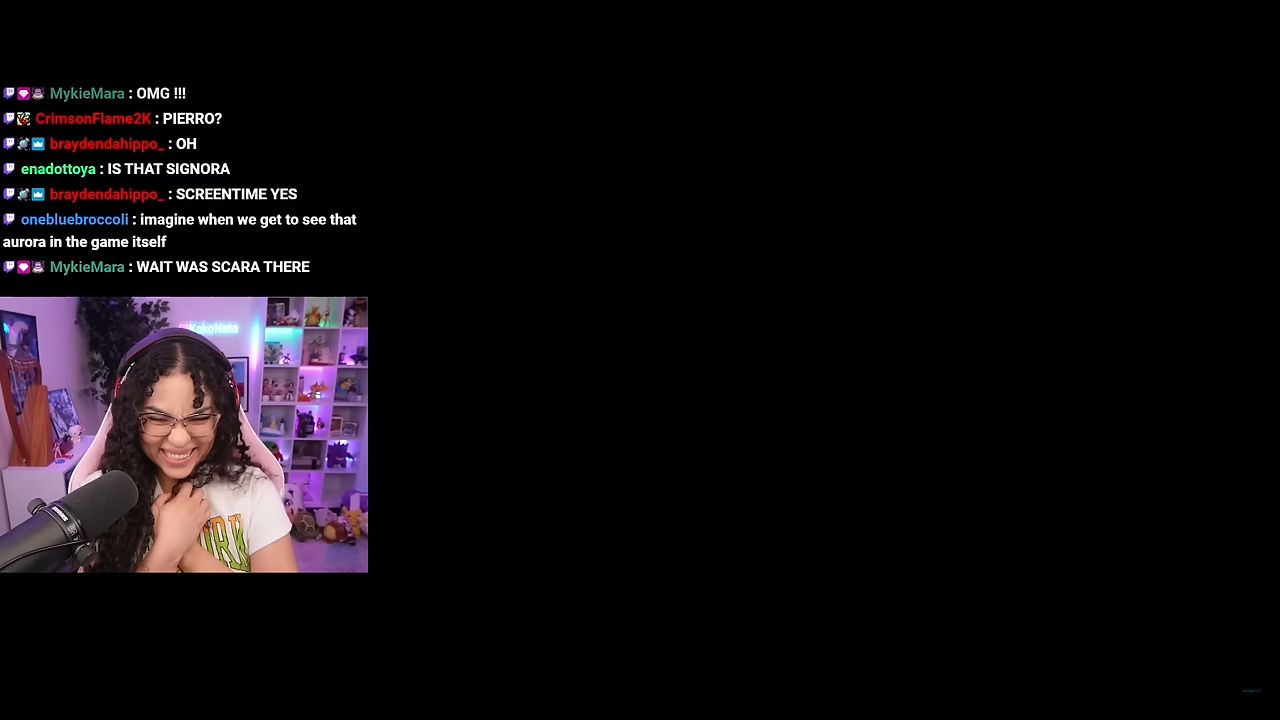 MykieMara : OMG !!!
CrimsonFlame2K : PIERRO?
braydendahippo_ : OH
enadottoya : IS THAT SIGNORA
braydendahippo_ : SCREENTIME YES
onebluebroccoli : imagine when we get to see that
aurora in the game itself
MykieMara : WAIT WAS SCARA THERE
KokoNata